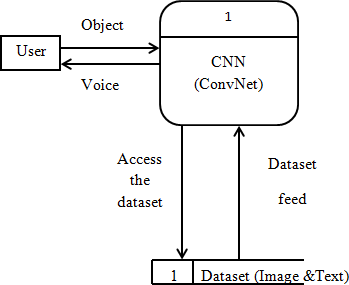 1
Object
User
CNN
(ConvNet)
Voice
Access
the
dataset
Dataset
feed
1 Dataset (Image &Text)